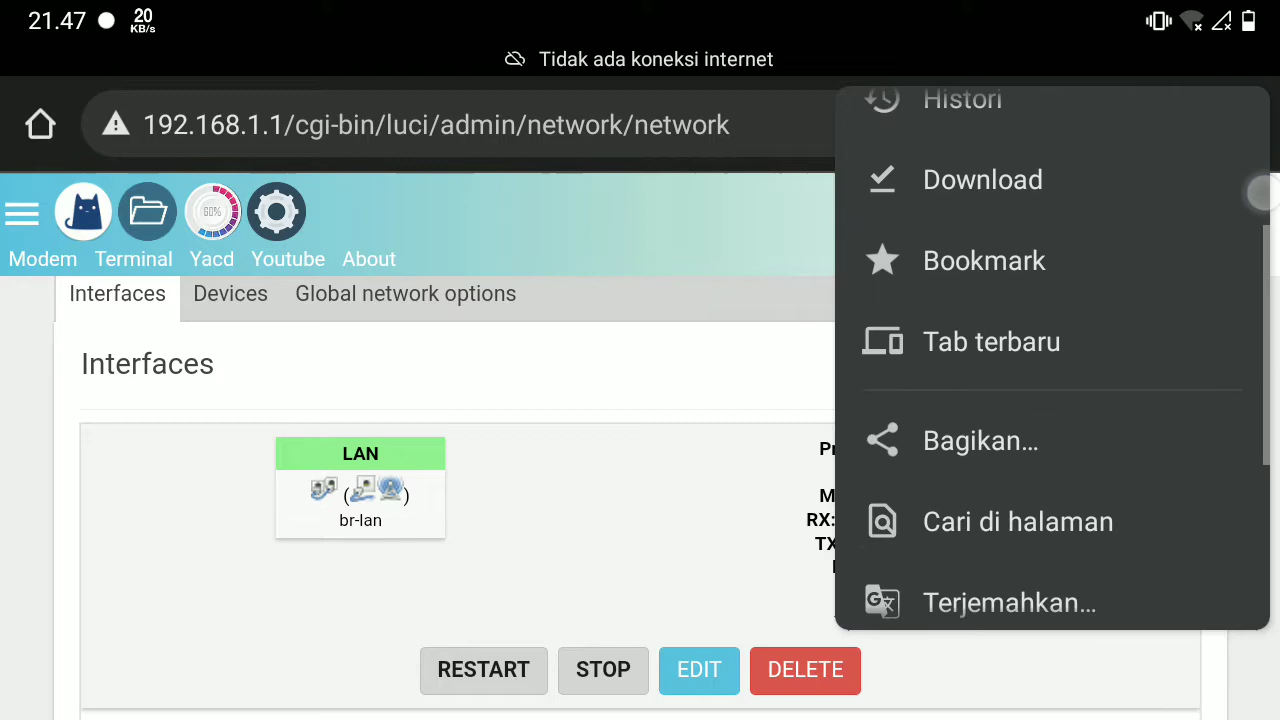 21.47
20
KB/s
Tidak ada koneksi internet
192.168.1.1/cgi-bin/luci/admin/network/network
Histori
Download
Bookmark
Tab terbaru
Bagikan...
Cari di halaman
Terjemahkan...
60%
Modem Terminal Yacd Youtube About
Interfaces Devices Global network options
Interfaces
LAN
( )
br-lan
RX:
RESTART STOP EDIT DELETE